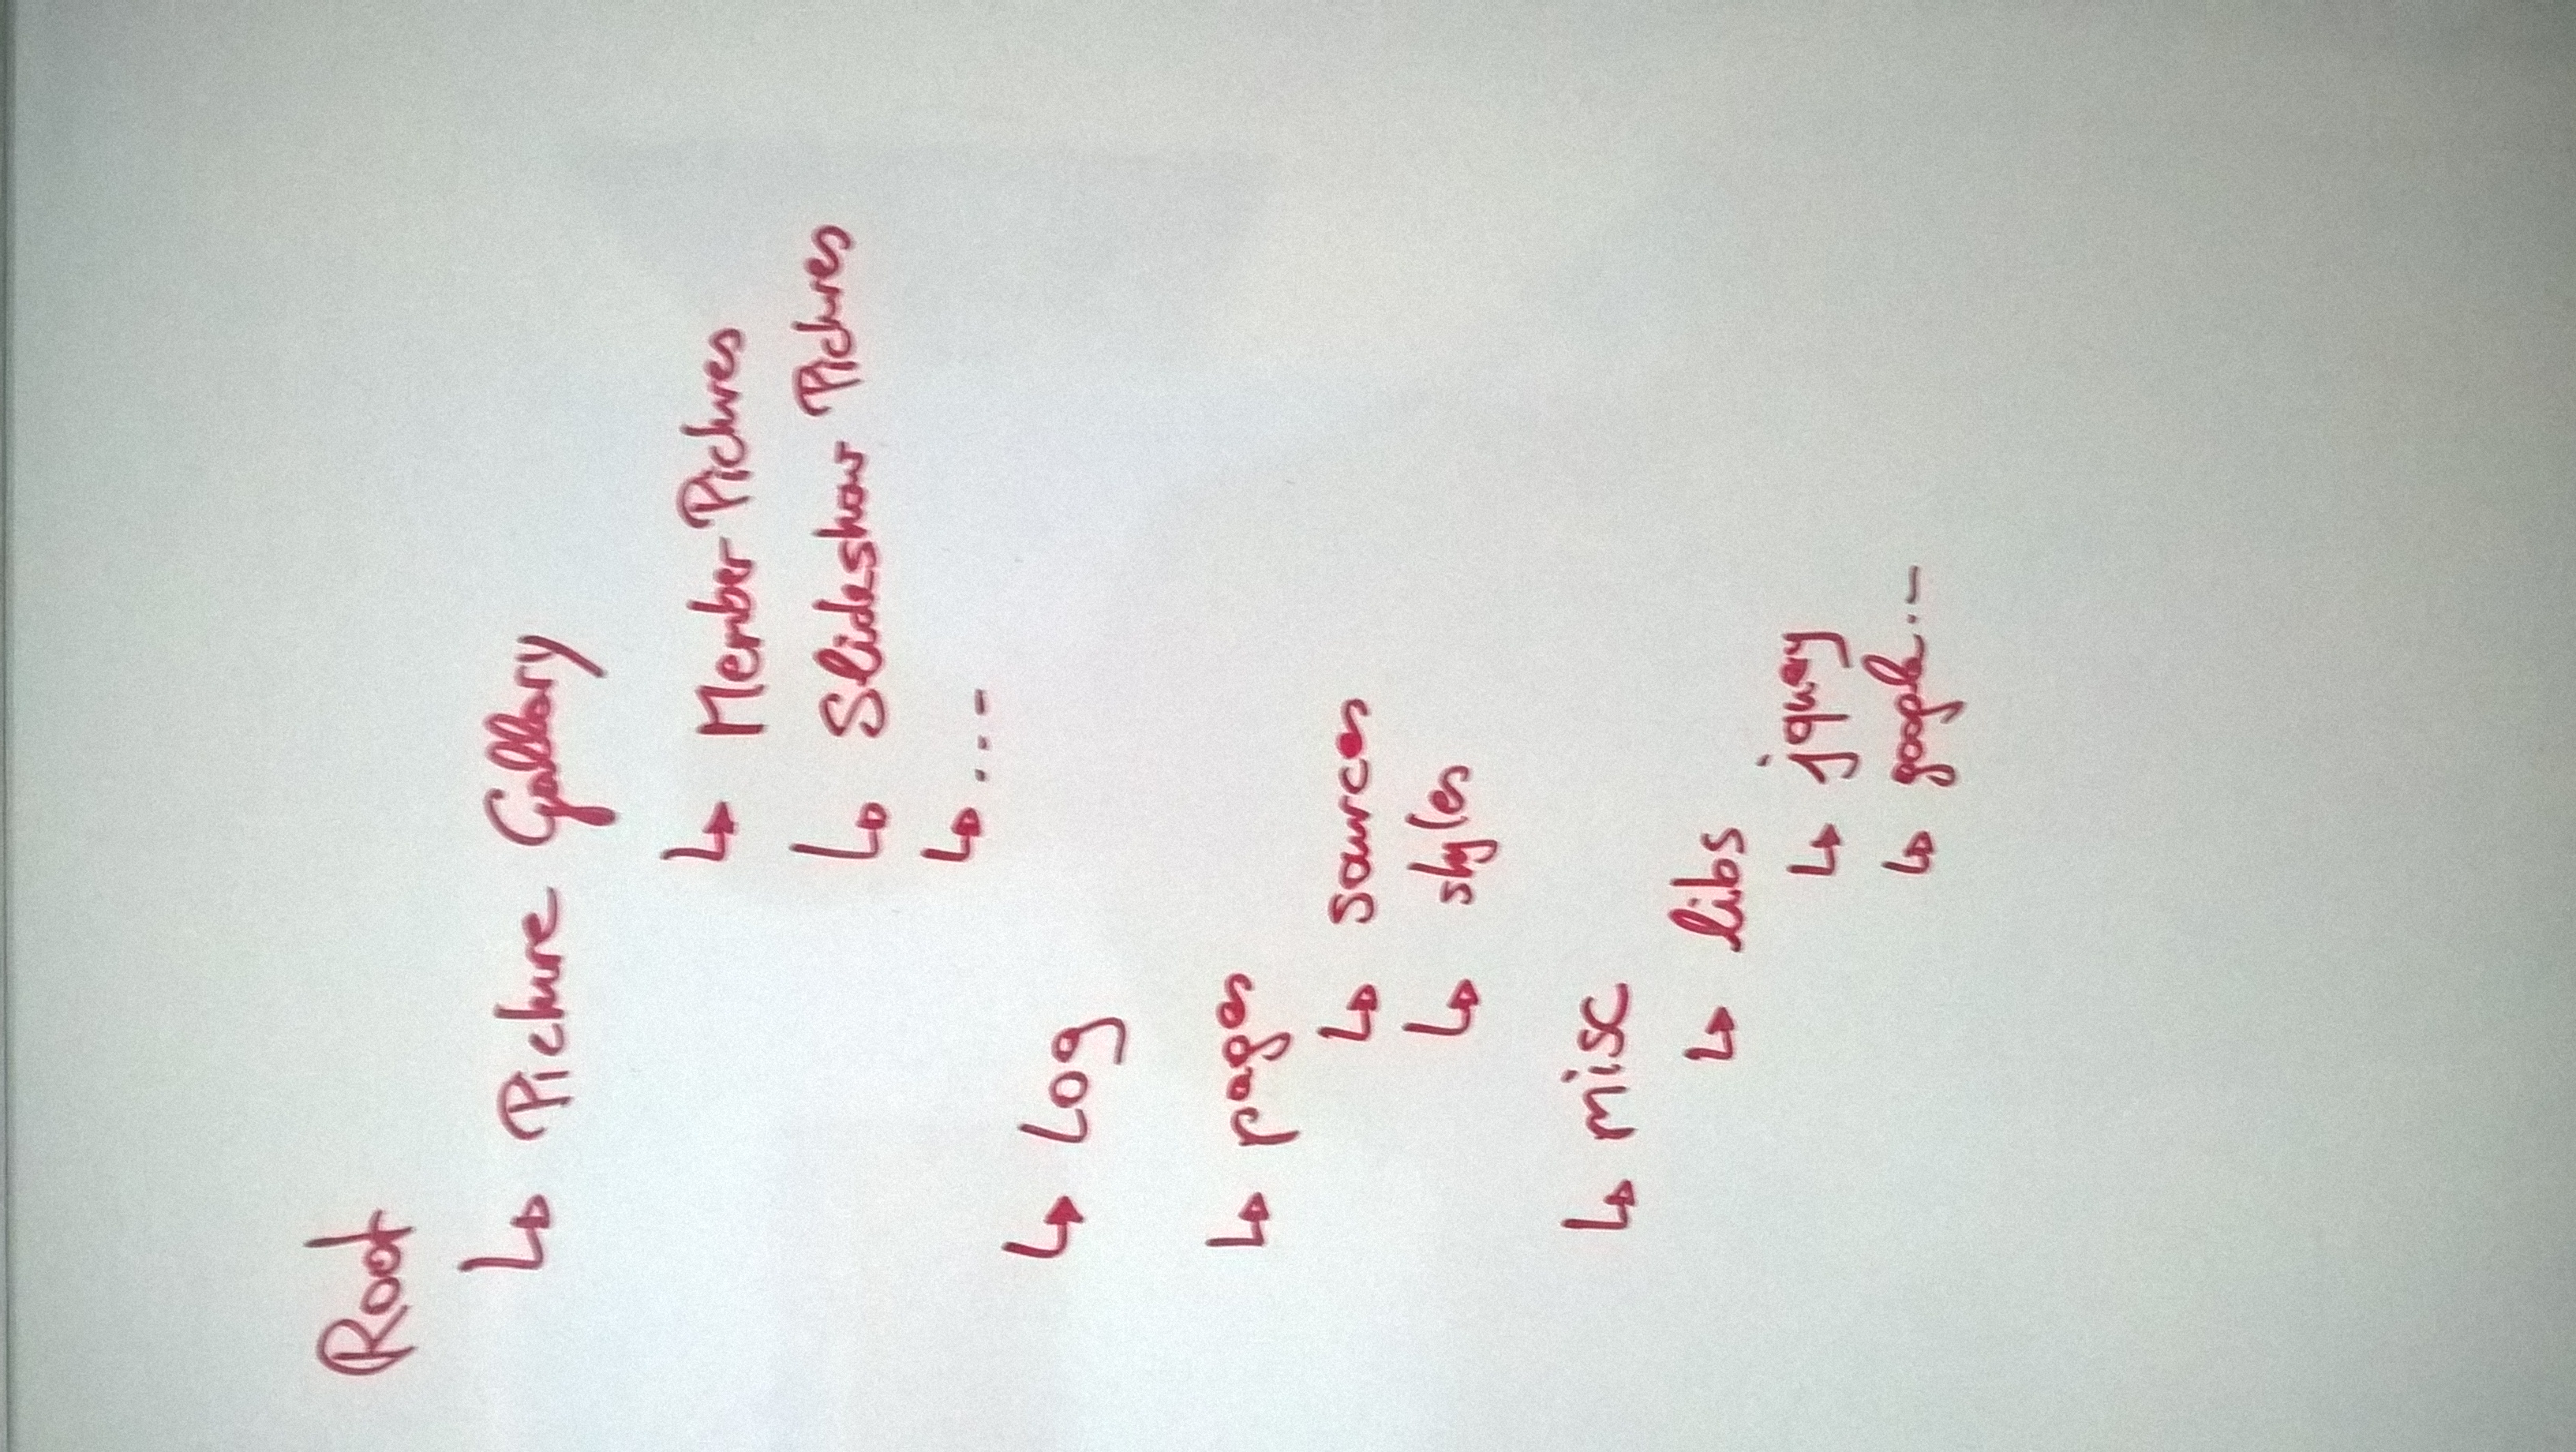 Root
↳ Picture Gallery
↳ Member Pictures
↳ Slideshow Pictures
↳ ...
↳ Log
↳ pages
↳ sources
↳ styles
↳ misc
↳ libs
↳ jquery
↳ google...